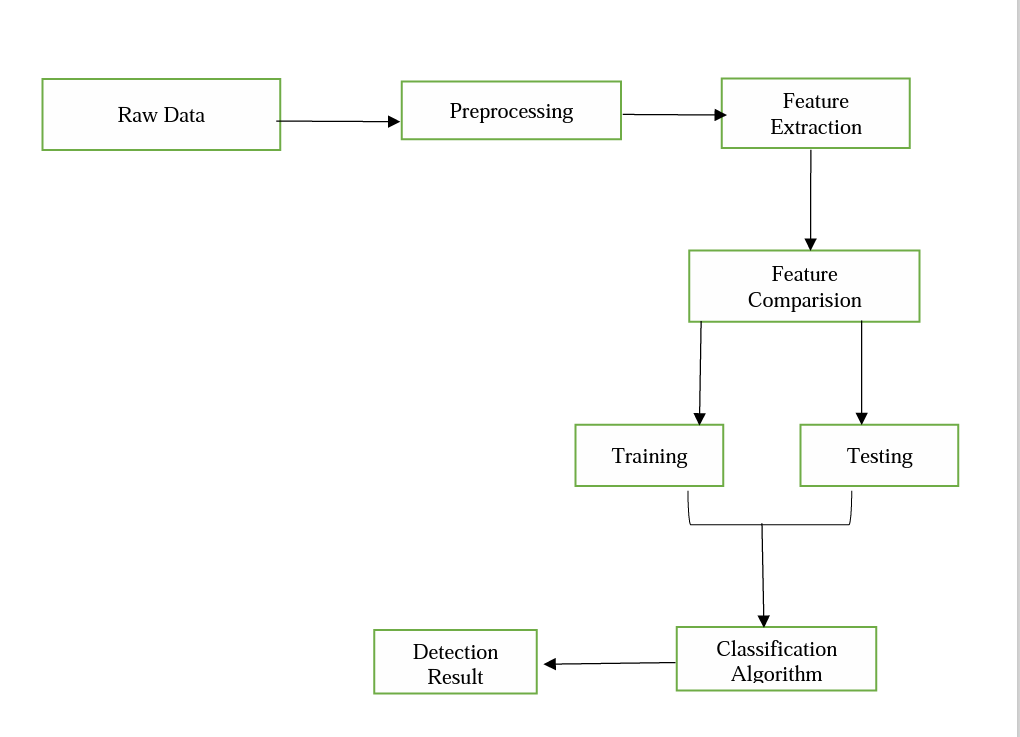 Raw Data
Preprocessing
Feature
Extraction
Feature
Comparision
Training
Testing
Classification
Algorithm
Detection
Result